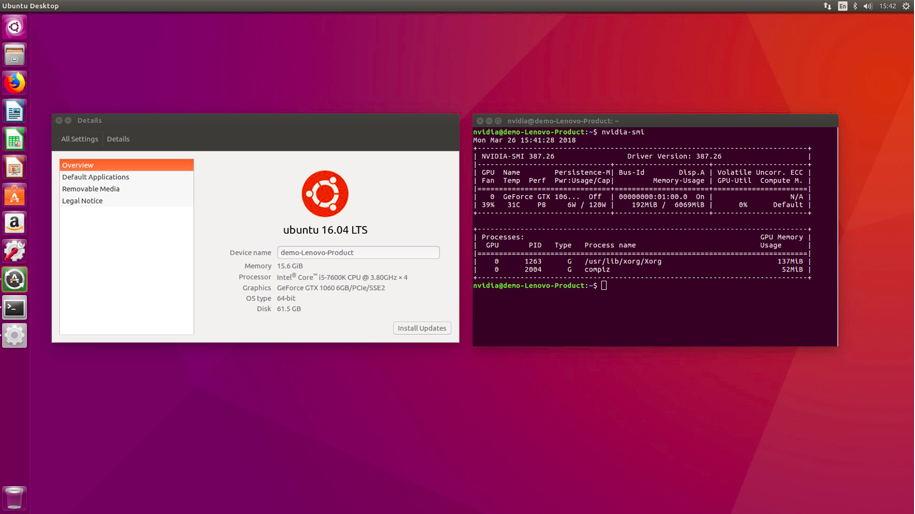 Ubuntu Desktop
En
15:42
Details
All Settings
Details
Overview
Default Applications
Removable Media
Legal Notice
ubuntu 16.04 LTS
Device name demo-Lenovo-Product
Memory 15.6 GiB
Processor Intel® Core™ i5-7600K CPU @ 3.80GHz × 4
Graphics GeForce GTX 1060 6GB/PCIe/SSE2
OS type 64-bit
Disk 61.5 GB
Install Updates
nvidia@demo-Lenovo-Product: ~
nvidia@demo-Lenovo-Product:~$ nvidia-smi
Mon Mar 26 15:41:28 2018
+-----------------------------------------------------------------------------+
| NVIDIA-SMI 387.26                 Driver Version: 387.26                    |
|-------------------------------+----------------------+----------------------+
| GPU  Name        Persistence-M| Bus-Id        Disp.A | Volatile Uncorr. ECC |
| Fan  Temp  Perf  Pwr:Usage/Cap|         Memory-Usage | GPU-Util  Compute M. |
|===============================+======================+======================|
|   0  GeForce GTX 106...  Off  | 00000000:01:00.0  On |                  N/A |
| 39%   31C    P8     6W / 120W |    192MiB /  6069MiB |      0%      Default |
+-------------------------------+----------------------+----------------------+
+-----------------------------------------------------------------------------+
| Processes:                                                       GPU Memory |
|  GPU       PID   Type   Process name                             Usage      |
|=============================================================================|
|    0      1263      G   /usr/lib/xorg/Xorg                           137MiB |
|    0      2004      G   compiz                                        52MiB |
+-----------------------------------------------------------------------------+
nvidia@demo-Lenovo-Product:~$